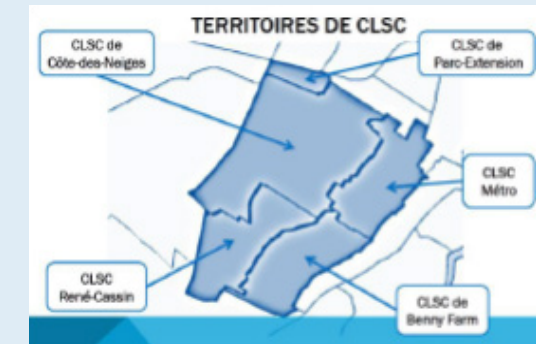 TERRITOIRES DE CLSC
CLSC de
Côte-des-Neiges
CLSC de
Parc-Extension
CLSC
Métro
CLSC
René-Cassin
CLSC de
Benny Farm